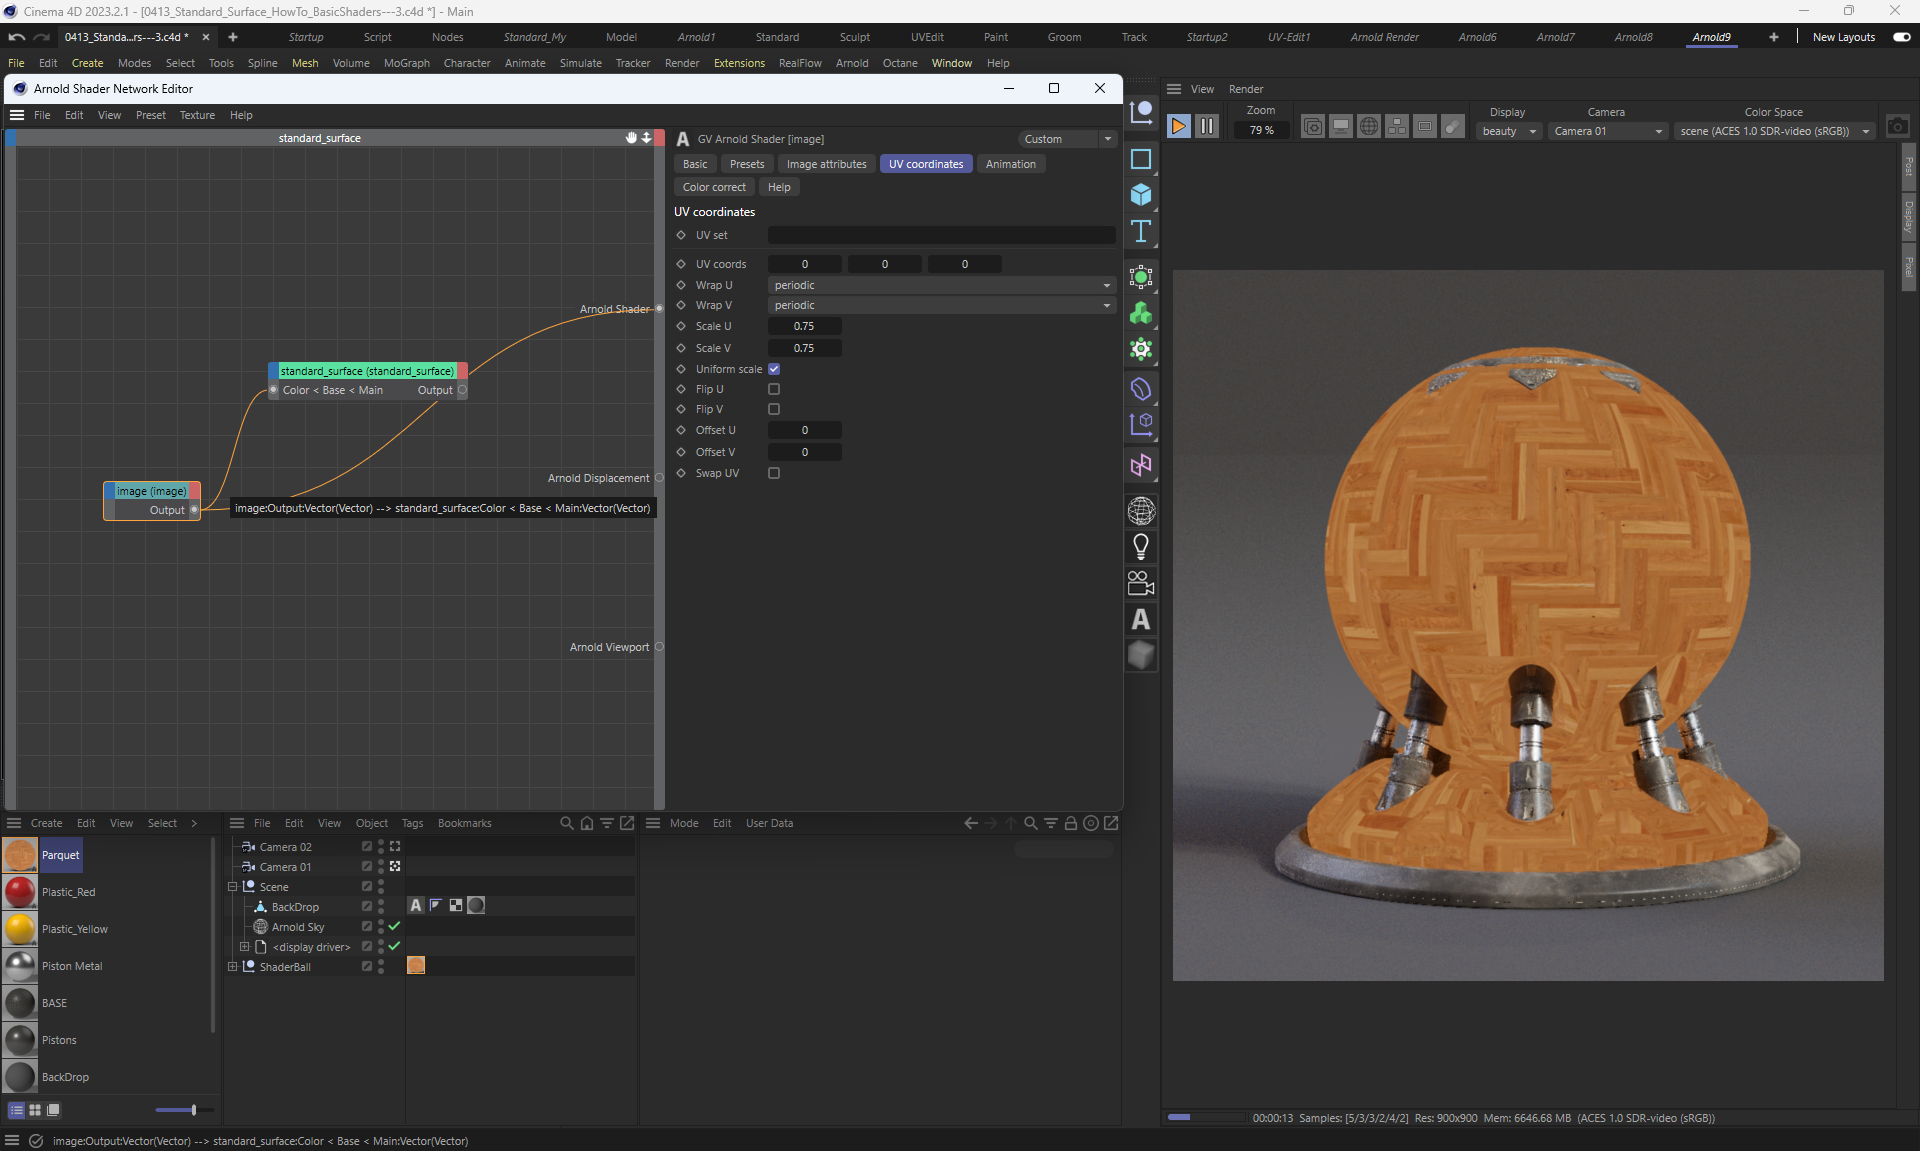 Cinema 4D 2023.2.1 - [0413_Standard_Surface_HowTo_BasicShaders---3.c4d *] - Main
0413_Standa...rs---3.c4d * Startup Script Nodes Standard_My Model Arnold1 Standard Sculpt UVEdit Paint Groom Track Startup2 UV-Edit1 Arnold Render Arnold6 Arnold7 Arnold8 Arnold9 New Layouts
File Edit Create Modes Select Tools Spline Mesh Volume MoGraph Character Animate Simulate Tracker Render Extensions RealFlow Arnold Octane Window Help
Arnold Shader Network Editor
File Edit View Preset Texture Help
standard_surface
Arnold Shader
standard_surface (standard_surface)
Color < Base < Main Output
Arnold Displacement
image (image)
Output
image:Output:Vector(Vector) --> standard_surface:Color < Base < Main:Vector(Vector)
Arnold Viewport
GV Arnold Shader [image] Custom
Basic Presets Image attributes UV coordinates Animation
Color correct Help
UV coordinates
UV set
UV coords 0 0 0
Wrap U periodic
Wrap V periodic
Scale U 0.75
Scale V 0.75
Uniform scale
Flip U
Flip V
Offset U 0
Offset V 0
Swap UV
View Render
Zoom Display Camera Color Space
79 % beauty Camera 01 scene (ACES 1.0 SDR-video (sRGB))
Post
Display
Pixel
Create Edit View Select
Parquet
Plastic_Red
Plastic_Yellow
Piston Metal
BASE
Pistons
BackDrop
File Edit View Object Tags Bookmarks
Camera 02
Camera 01
Scene
BackDrop
Arnold Sky
<display driver>
ShaderBall
Mode Edit User Data
00:00:13 Samples: [5/3/3/2/4/2] Res: 900x900 Mem: 6646.68 MB (ACES 1.0 SDR-video (sRGB))
image:Output:Vector(Vector) --> standard_surface:Color < Base < Main:Vector(Vector)